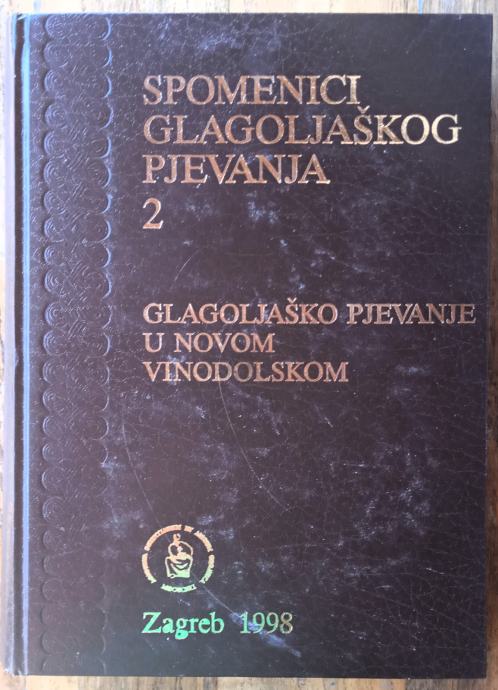 SPOMENICI
GLAGOLJAŠKOG
PJEVANJA
2
GLAGOLJAŠKO PJEVANJE
U NOVOM
VINODOLSKOM
Zagreb 1998